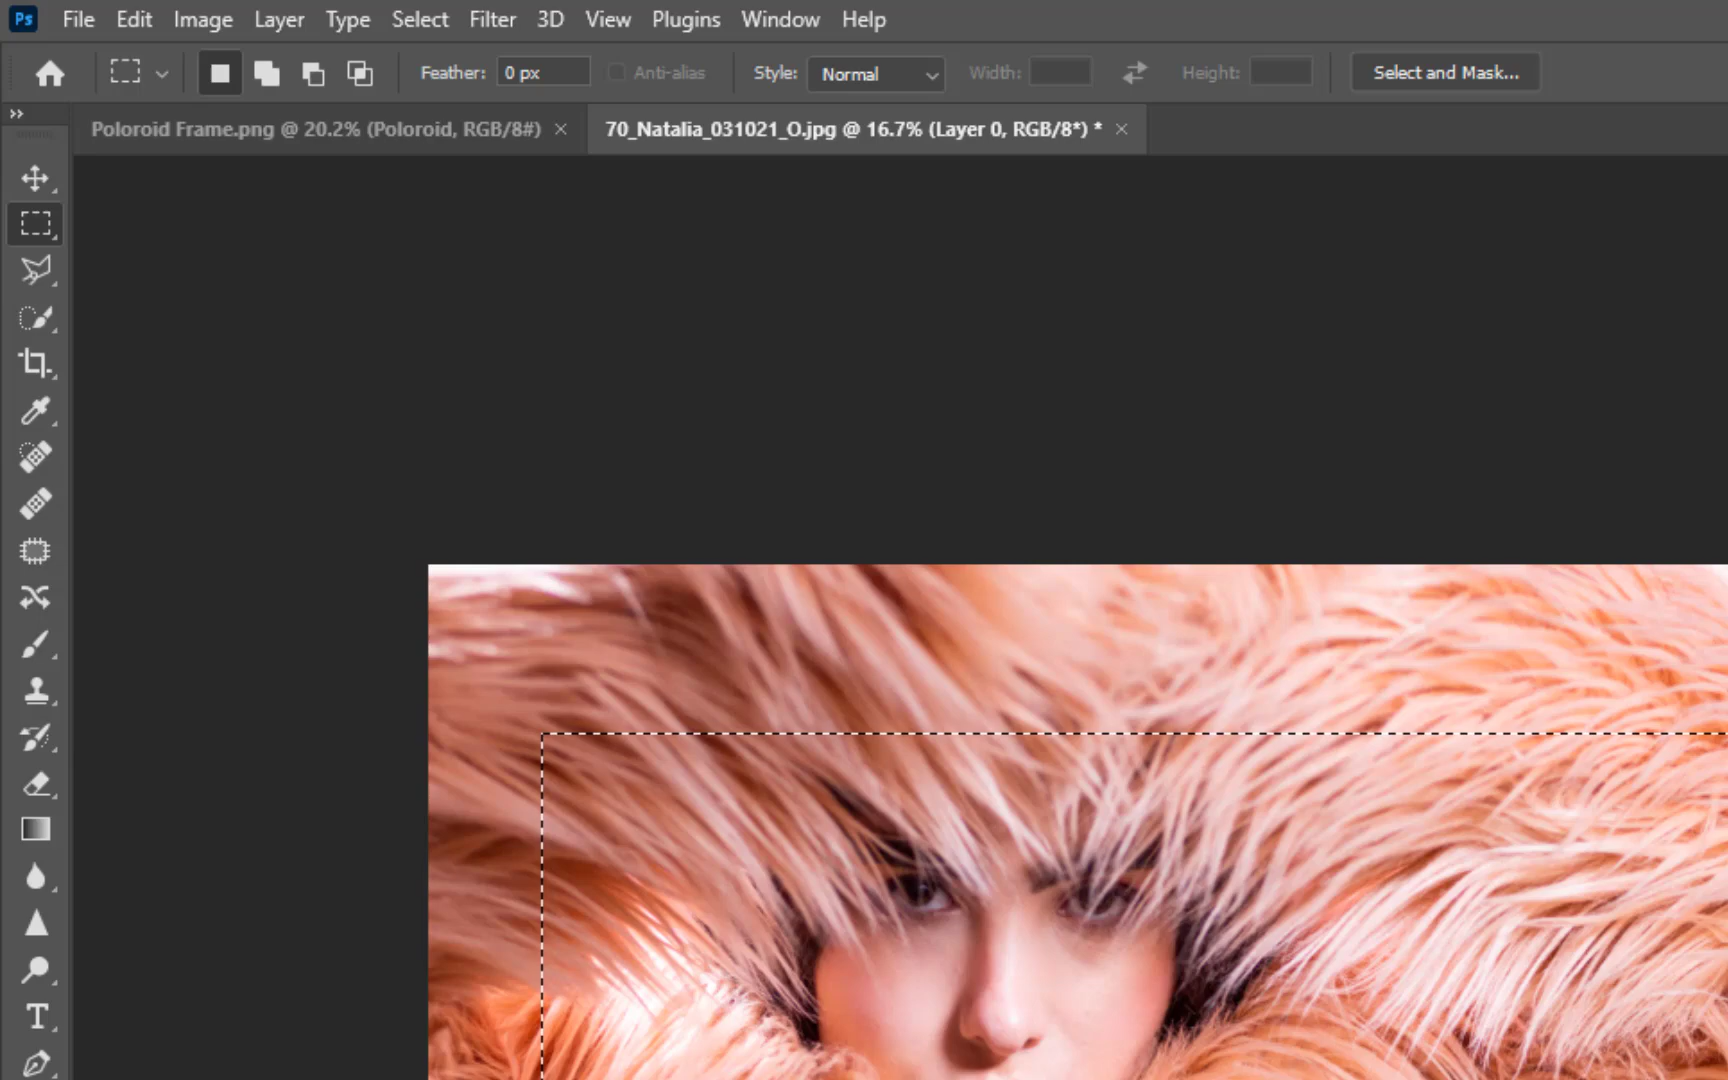 Ps File Edit Image Layer Type Select Filter 3D View Plugins Window Help
Feather: 0 px Anti-alias Style: Normal Width: Height: Select and Mask...
Poloroid Frame.png @ 20.2% (Poloroid, RGB/8#) × 70_Natalia_031021_O.jpg @ 16.7% (Layer 0, RGB/8*) * ×
T